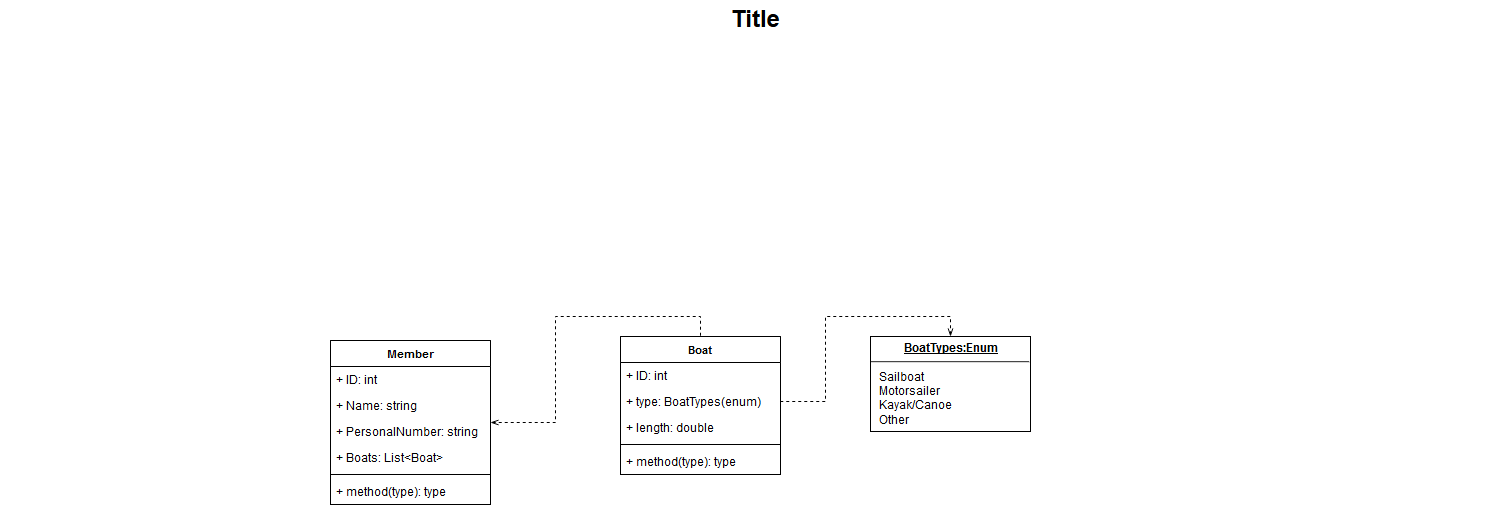 Title
Member
+ ID: int
+ Name: string
+ PersonalNumber: string
+ Boats: List<Boat>
+ method(type): type
Boat
+ ID: int
+ type: BoatTypes(enum)
+ length: double
+ method(type): type
BoatTypes:Enum
Sailboat
Motorsailer
Kayak/Canoe
Other